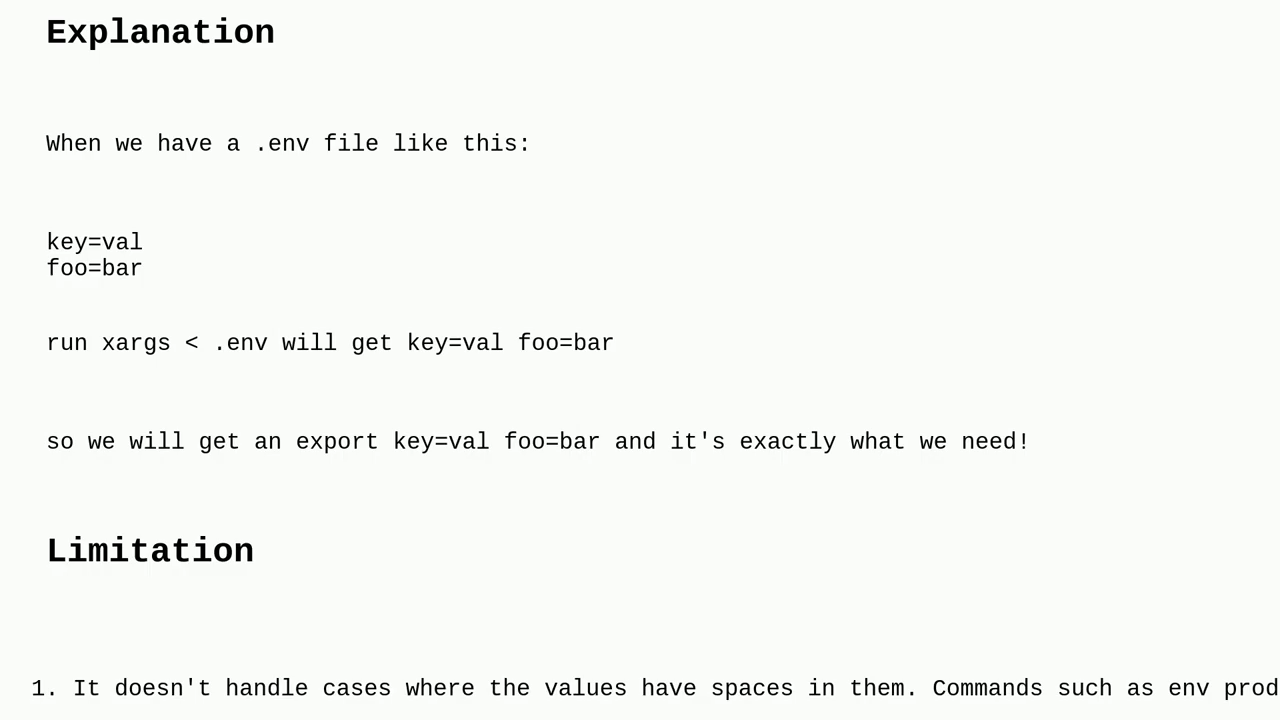 Explanation
When we have a .env file like this:
key=val
foo=bar
run xargs < .env will get key=val foo=bar
so we will get an export key=val foo=bar and it's exactly what we need!
Limitation
1. It doesn't handle cases where the values have spaces in them. Commands such as env prod